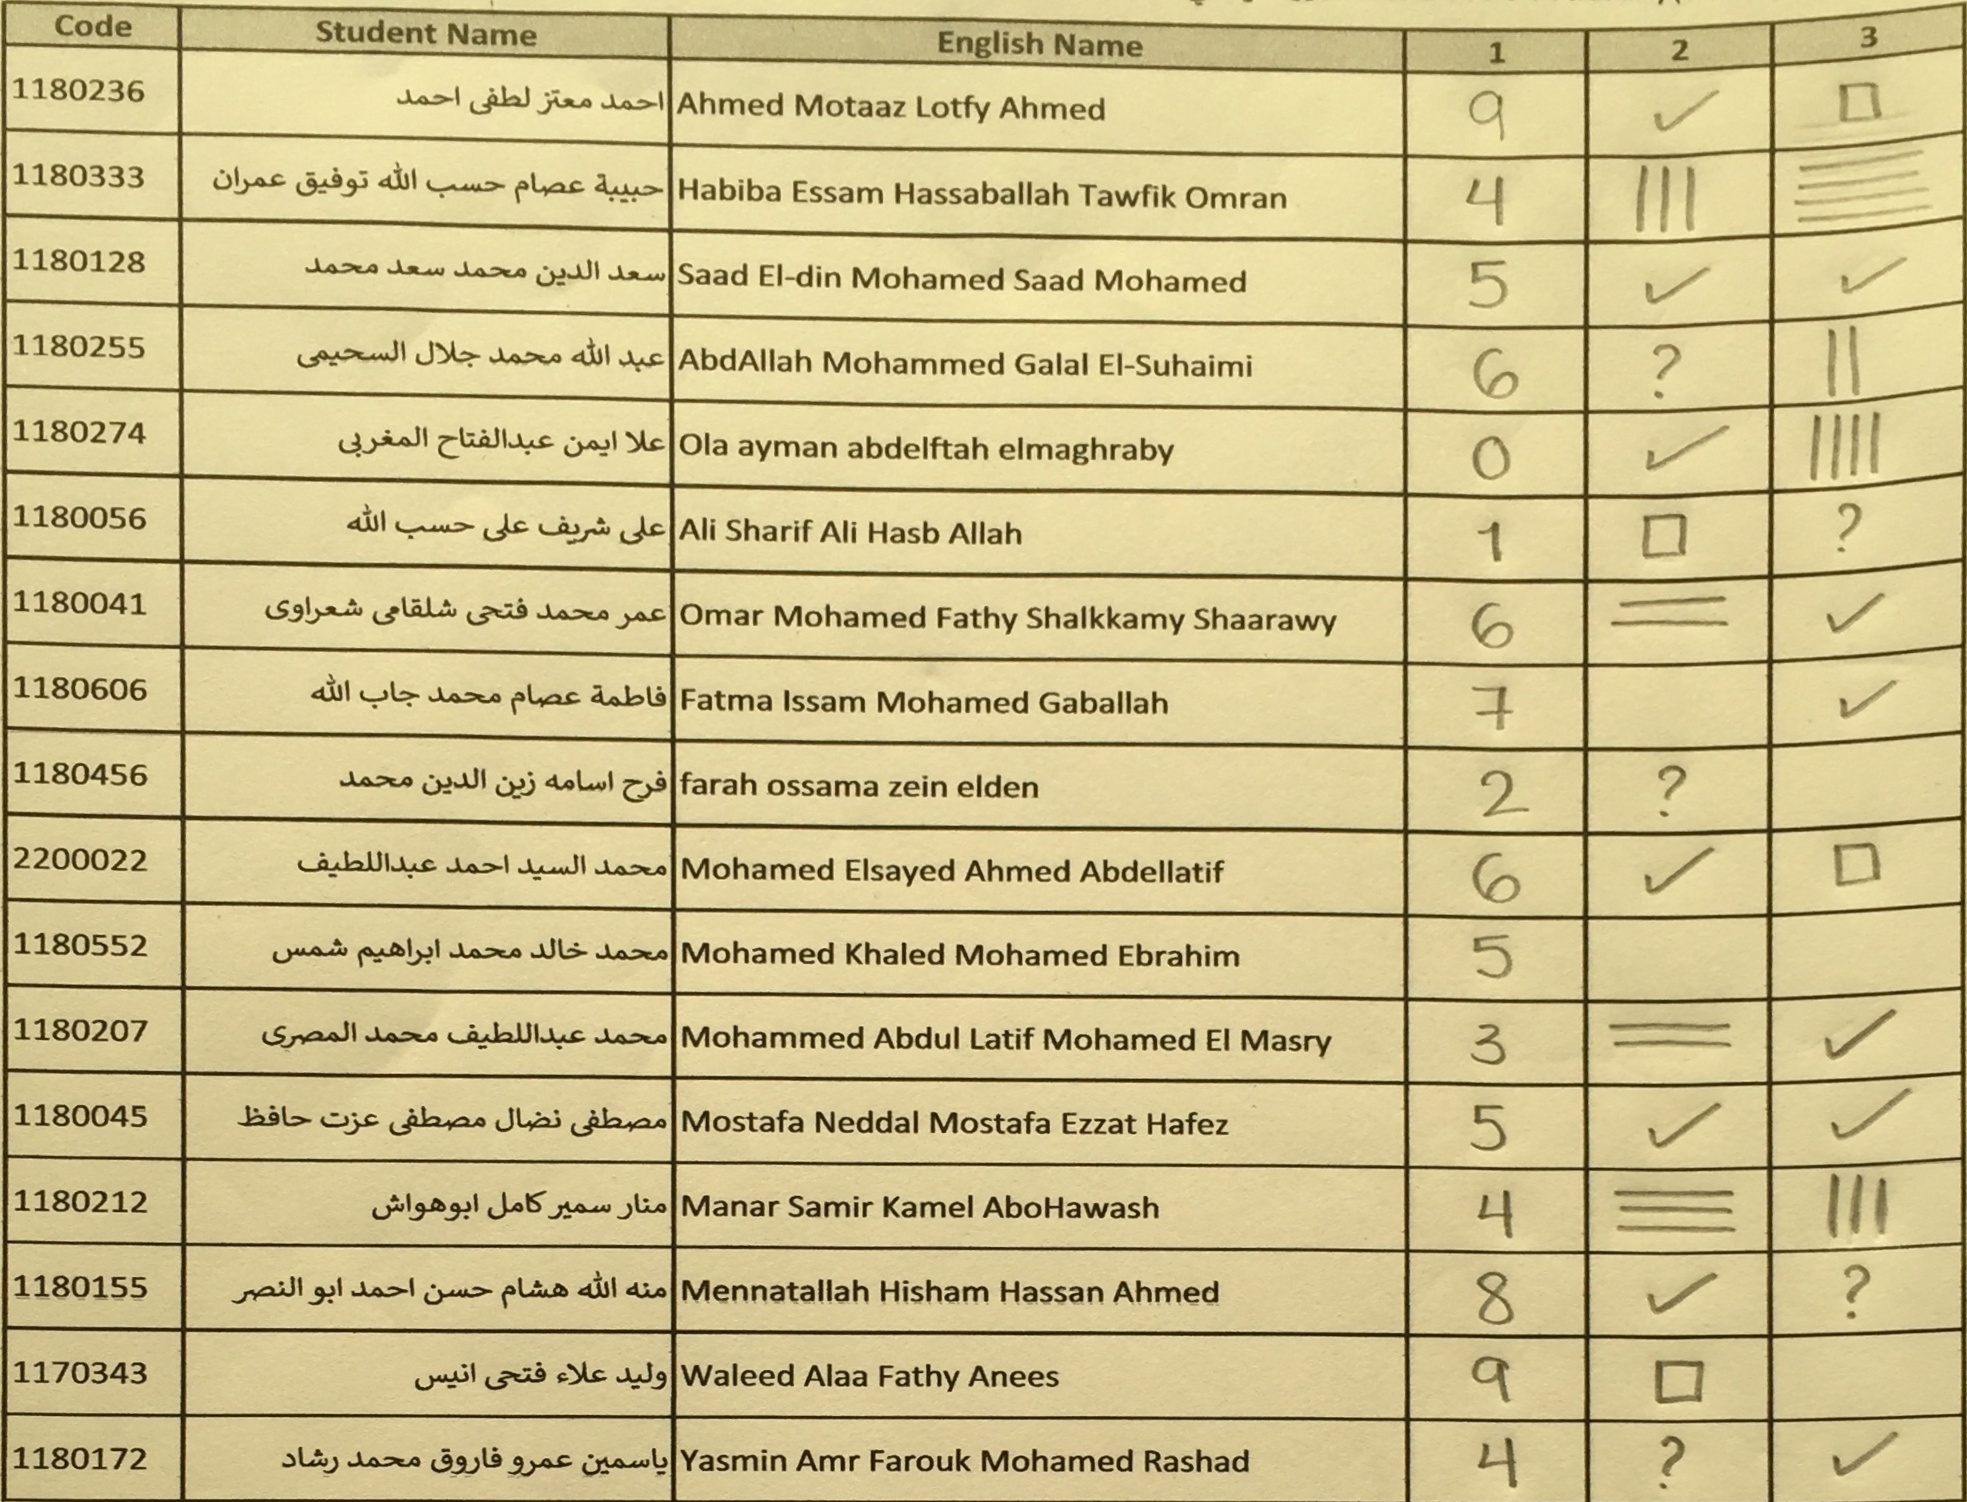 Code Student Name English Name 1 2 3
1180236 احمد معتز لطفى احمد Ahmed Motaaz Lotfy Ahmed 9 ✓ □
1180333 حبيبة عصام حسب الله توفيق عمران Habiba Essam Hassaballah Tawfik Omran 4 ||| ☰
1180128 سعد الدين محمد سعد محمد Saad El-din Mohamed Saad Mohamed 5 ✓ ✓
1180255 عبد الله محمد جلال السحيمى AbdAllah Mohammed Galal El-Suhaimi 6 ? ||
1180274 علا ايمن عبدالفتاح المغربى Ola ayman abdelftah elmaghraby 0 ✓ ||||
1180056 على شريف على حسب الله Ali Sharif Ali Hasb Allah 1 □ ?
1180041 عمر محمد فتحى شلقامى شعراوى Omar Mohamed Fathy Shalkkamy Shaarawy 6 = ✓
1180606 فاطمة عصام محمد جاب الله Fatma Issam Mohamed Gaballah 7 ✓
1180456 فرح اسامه زين الدين محمد farah ossama zein elden 2 ?
2200022 محمد السيد احمد عبداللطيف Mohamed Elsayed Ahmed Abdellatif 6 ✓ □
1180552 محمد خالد محمد ابراهيم شمس Mohamed Khaled Mohamed Ebrahim 5
1180207 محمد عبداللطيف محمد المصرى Mohammed Abdul Latif Mohamed El Masry 3 = ✓
1180045 مصطفى نضال مصطفى عزت حافظ Mostafa Neddal Mostafa Ezzat Hafez 5 ✓ ✓
1180212 منار سمير كامل ابوهواش Manar Samir Kamel AboHawash 4 ≡ |||
1180155 منه الله هشام حسن احمد ابو النصر Mennatallah Hisham Hassan Ahmed 8 ✓ ?
1170343 وليد علاء فتحى انيس Waleed Alaa Fathy Anees 9 □
1180172 ياسمين عمرو فاروق محمد رشاد Yasmin Amr Farouk Mohamed Rashad 4 ? ✓